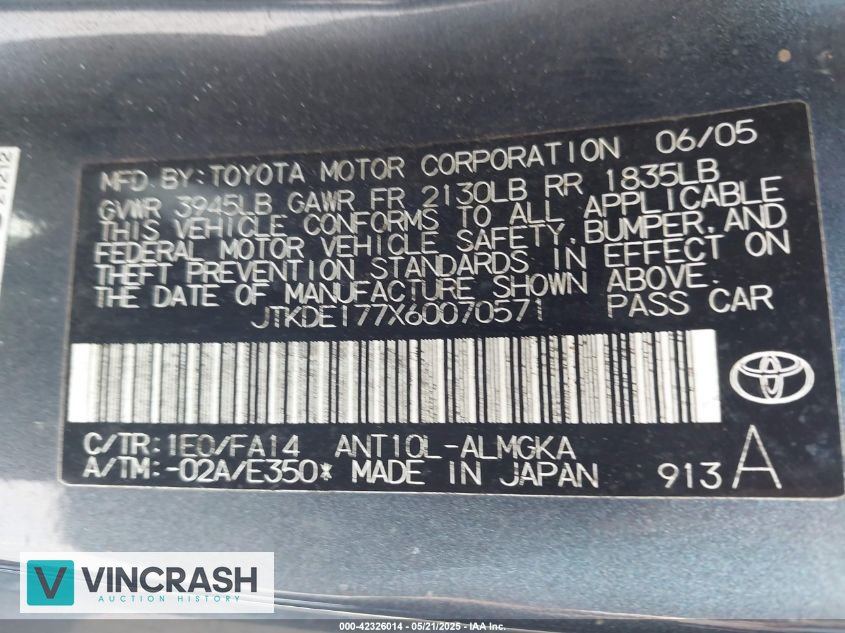 MFD BY: TOYOTA MOTOR CORPORATION 06/05
GVWR 3945LB GAWR FR 2130LB RR 1835LB
THIS VEHICLE CONFORMS TO ALL APPLICABLE
FEDERAL MOTOR VEHICLE SAFETY, BUMPER, AND
THEFT PREVENTION STANDARDS IN EFFECT ON
THE DATE OF MANUFACTURE SHOWN ABOVE.
JTKDE177X60070571 PASS CAR
C/TR: 1E0/FA14 ANT10L-ALMGKA
A/TM: -02A/E350* MADE IN JAPAN 913 A
V VINCRASH
AUCTION HISTORY
000-42326014 - 05/21/2025 - IAA Inc.